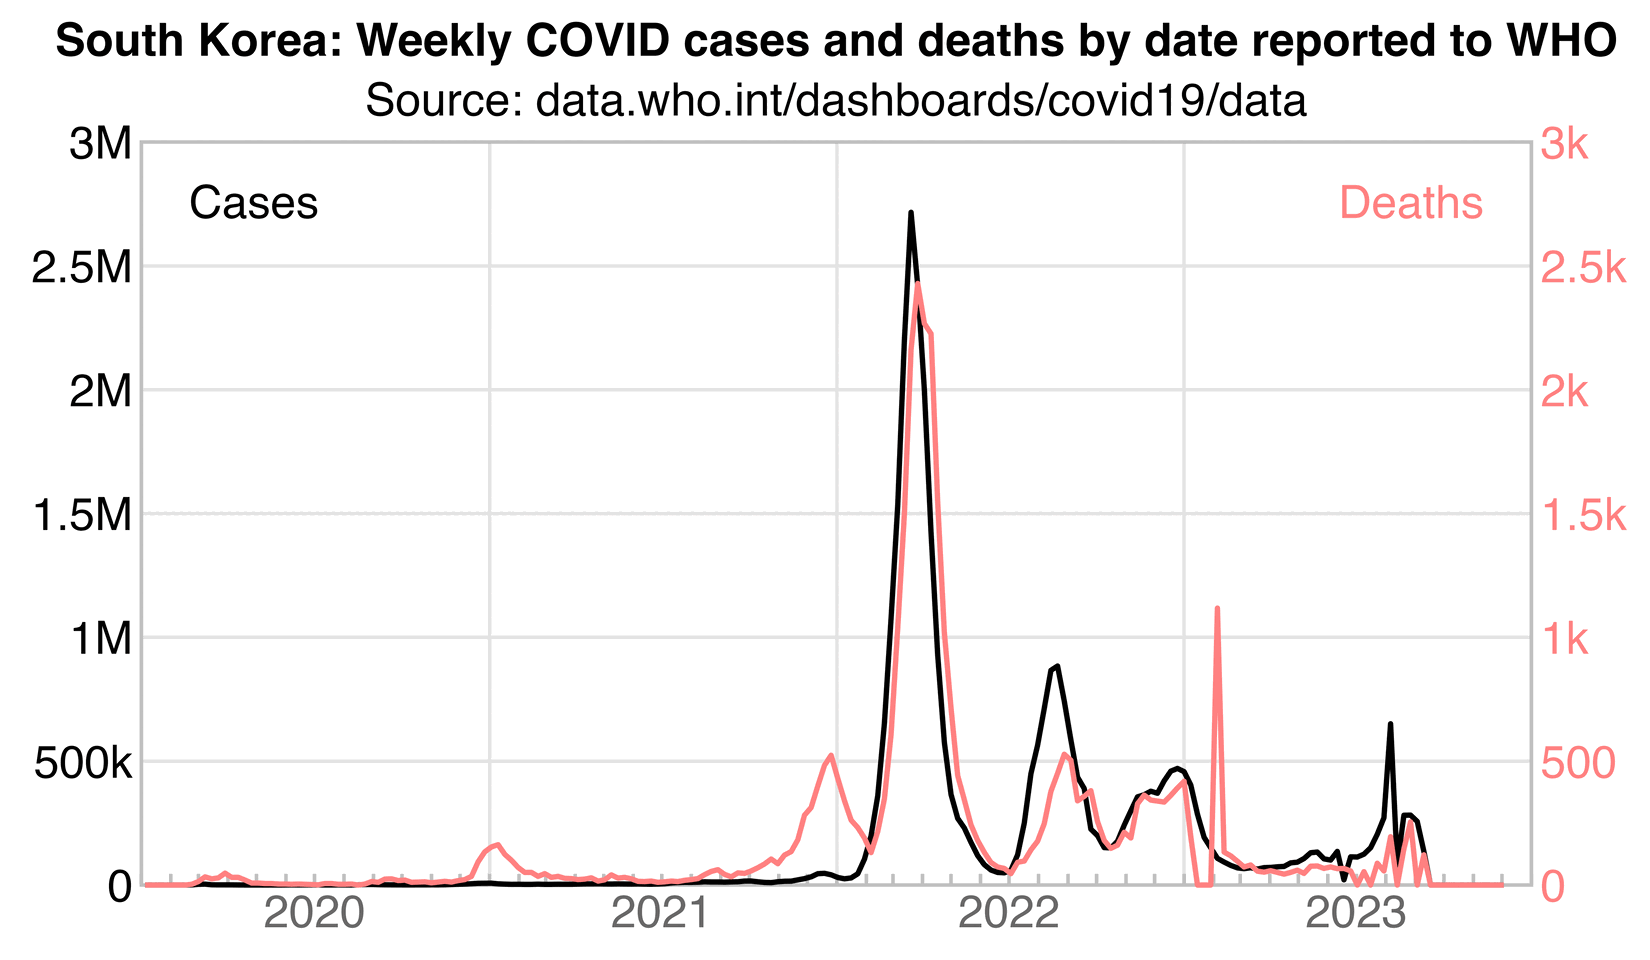 South Korea: Weekly COVID cases and deaths by date reported to WHO
Source: data.who.int/dashboards/covid19/data
3M 3k
Cases Deaths
2.5M 2.5k
2M 2k
1.5M 1.5k
1M 1k
500k 500
0 0
2020 2021 2022 2023